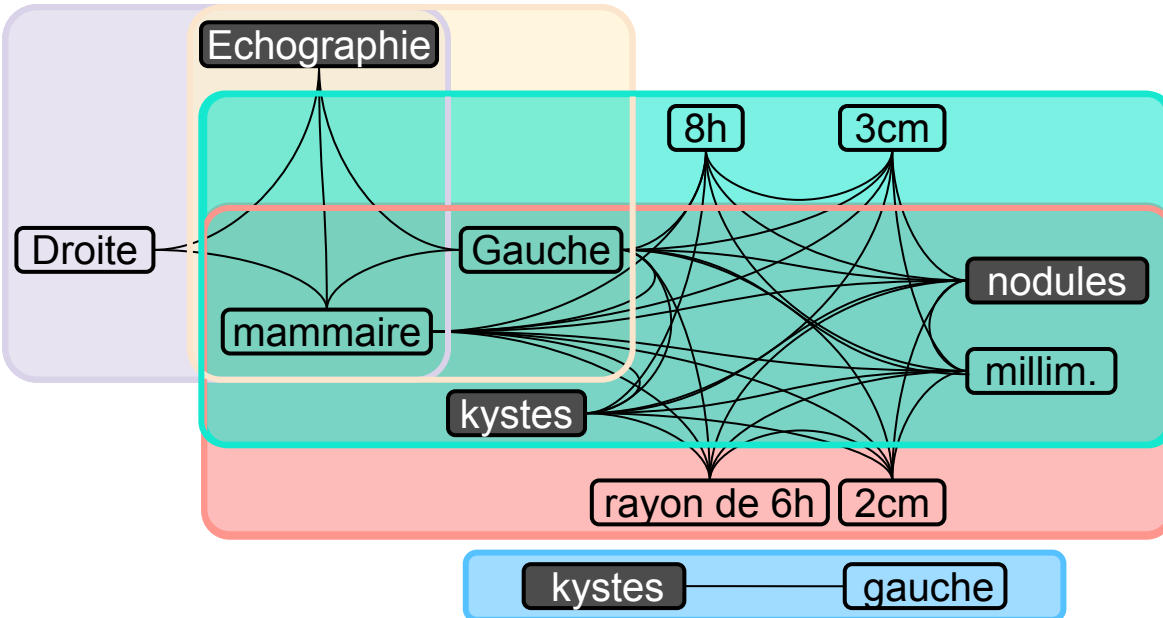 Echographie
8h
3cm
Droite
Gauche
nodules
mammaire
millim.
kystes
rayon de 6h
2cm
kystes
gauche